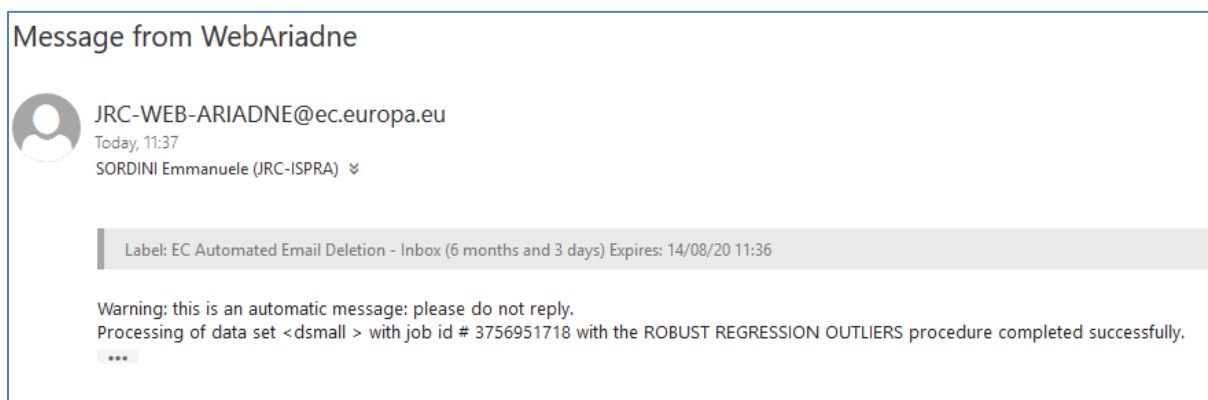 Message from WebAriadne
JRC-WEB-ARIADNE@ec.europa.eu
Today, 11:37
SORDINI Emmanuele (JRC-ISPRA)
Label: EC Automated Email Deletion - Inbox (6 months and 3 days) Expires: 14/08/20 11:36
Warning: this is an automatic message: please do not reply.
Processing of data set <dsmall > with job id # 3756951718 with the ROBUST REGRESSION OUTLIERS procedure completed successfully.